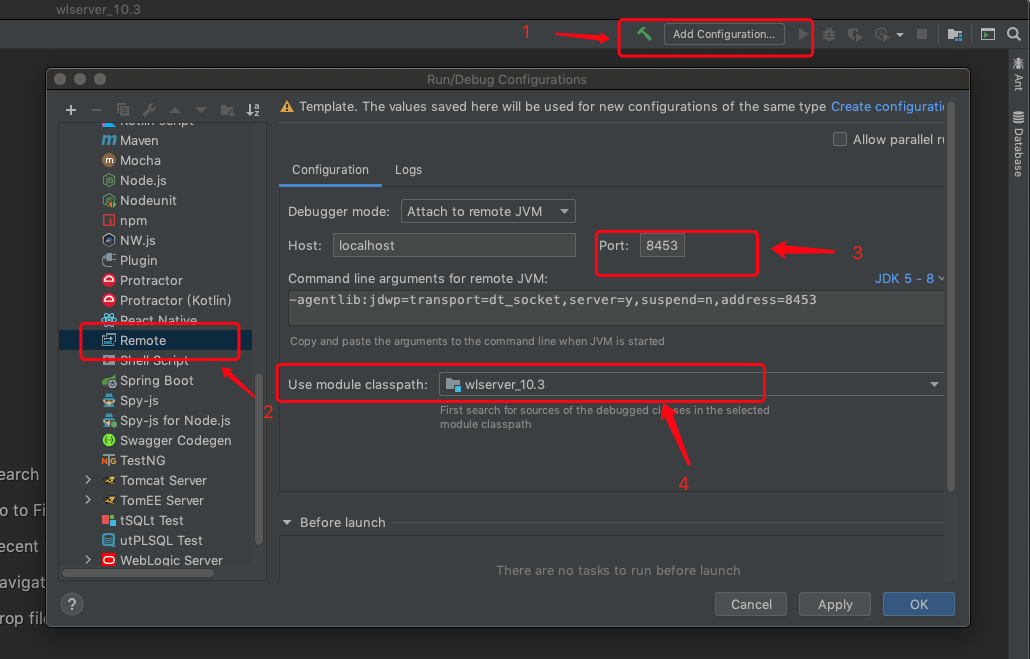 wlserver_10.3
1
Add Configuration...
Run/Debug Configurations
Ant
Database
Template. The values saved here will be used for new configurations of the same type Create configuratio
Allow parallel ru
Kotlin Script
Maven
Mocha
Node.js
Nodeunit
npm
NW.js
Plugin
Protractor
Protractor (Kotlin)
React Native
Remote
Shell Script
Spring Boot
Spy-js
Spy-js for Node.js
Swagger Codegen
TestNG
Tomcat Server
TomEE Server
tSQLt Test
utPLSQL Test
WebLogic Server
2
Configuration Logs
Debugger mode: Attach to remote JVM
Host: localhost Port: 8453
3
Command line arguments for remote JVM: JDK 5 - 8
-agentlib:jdwp=transport=dt_socket,server=y,suspend=n,address=8453
Copy and paste the arguments to the command line when JVM is started
Use module classpath: wlserver_10.3
First search for sources of the debugged classes in the selected
module classpath
4
Before launch
There are no tasks to run before launch
? Cancel Apply OK
earch
o to Fi
ecent
avigat
rop file